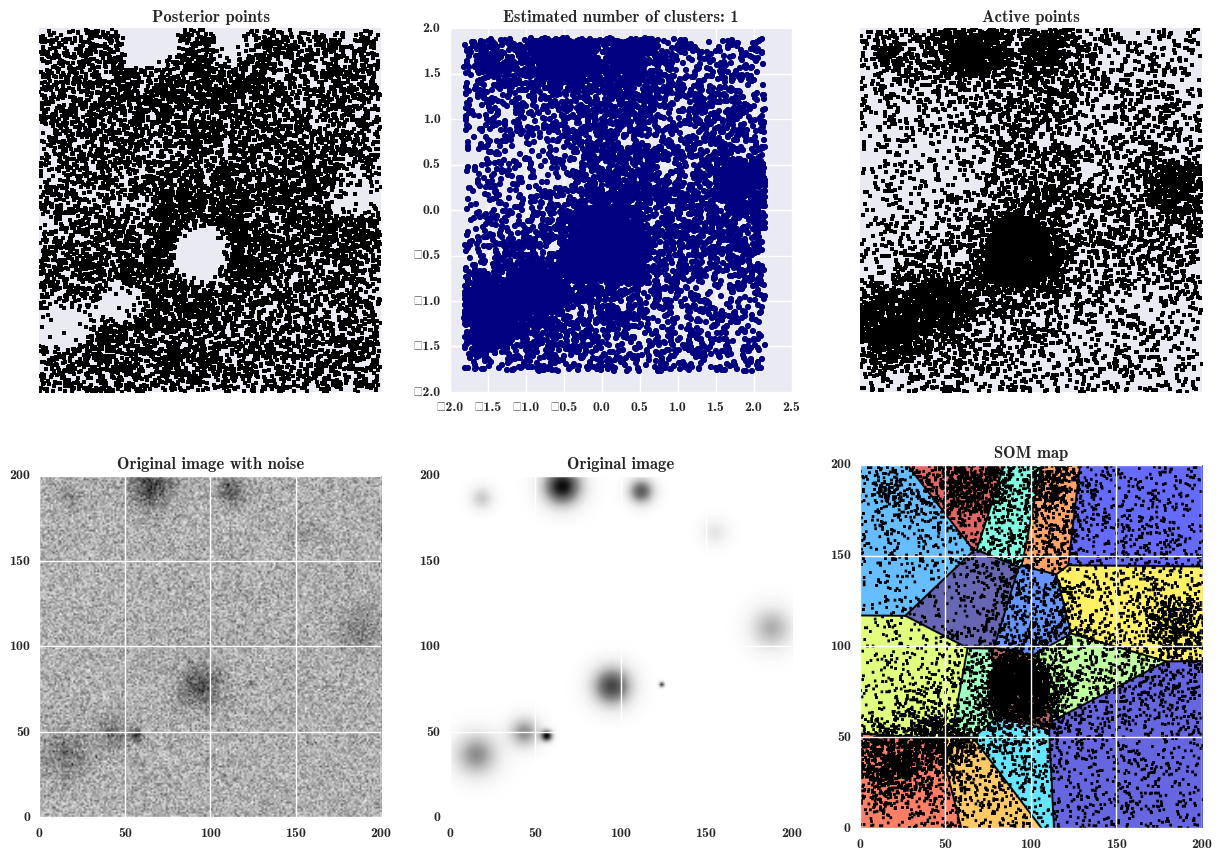 Posterior points
Estimated number of clusters: 1
Active points
2.0
1.5
1.0
0.5
0.0
□0.5
□1.0
□1.5
□2.0
□2.0 □1.5 □1.0 □0.5 0.0 0.5 1.0 1.5 2.0 2.5
Original image with noise
Original image
SOM map
200
150
100
50
0
0 50 100 150 200
200
150
100
50
0
0 50 100 150 200
200
150
100
50
0
0 50 100 150 200